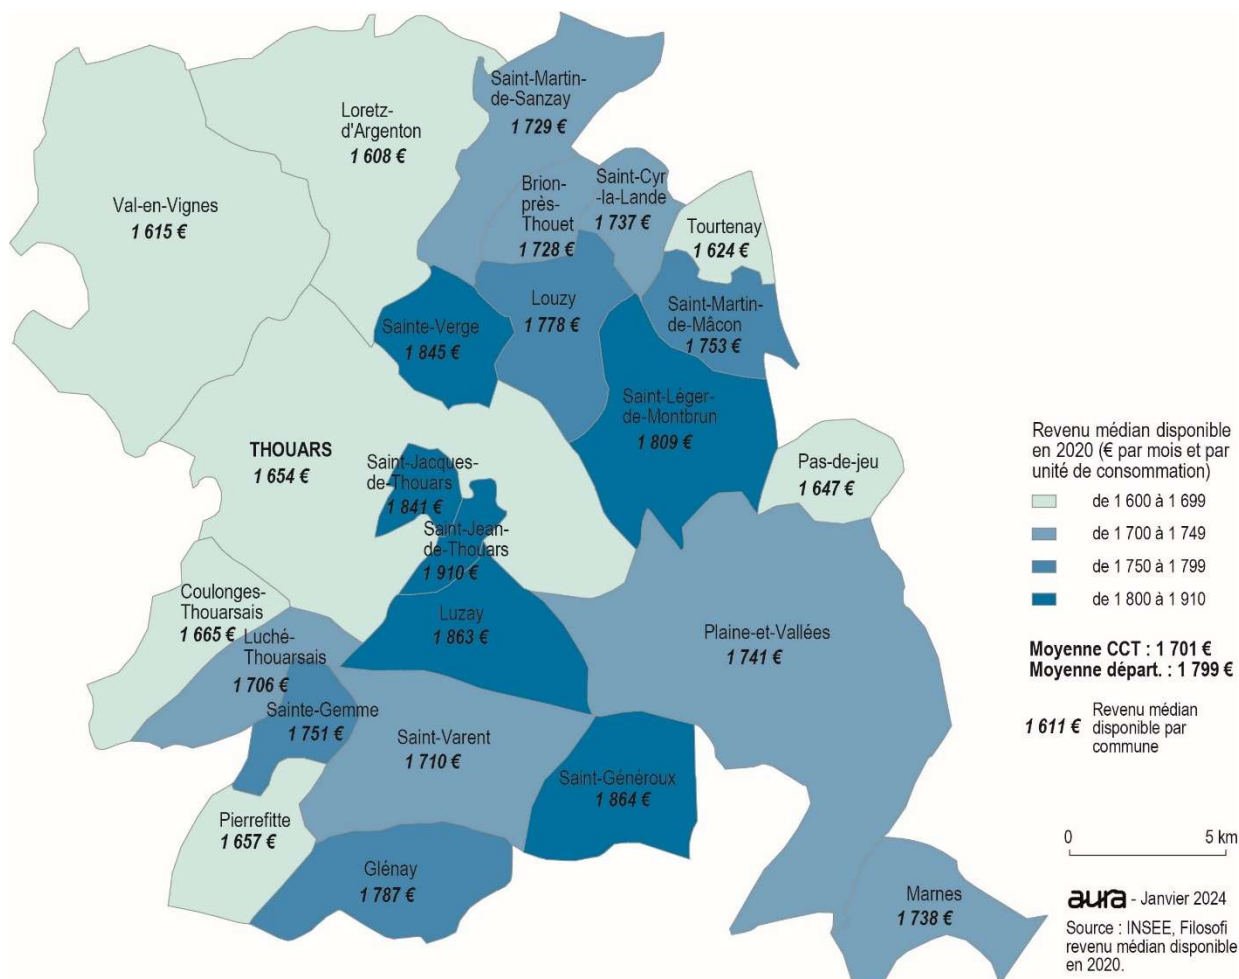 Saint-Martin-
de-Sanzay
1 729 €
Loretz-
d'Argenton
1 608 €
Val-en-Vignes
1 615 €
Brion-
près-
Thouet
1 728 €
Saint-Cyr
-la-Lande
1 737 €
Tourtenay
1 624 €
Louzy
1 778 €
Saint-Martin-
de-Mâcon
1 753 €
Sainte-Verge
1 845 €
Saint-Léger-
de-Montbrun
1 809 €
THOUARS
1 654 €
Saint-Jacques-
de-Thouars
1 841 €
Pas-de-jeu
1 647 €
Saint-Jean-
de-Thouars
1 910 €
Coulonges-
Thouarsais
1 665 €
Luzay
1 863 €
Luché-
Thouarsais
1 706 €
Plaine-et-Vallées
1 741 €
Sainte-Gemme
1 751 €
Saint-Varent
1 710 €
Saint-Généroux
1 864 €
Pierrefitte
1 657 €
Glénay
1 787 €
Marnes
1 738 €
Revenu médian disponible
en 2020 (€ par mois et par
unité de consommation)
de 1 600 à 1 699
de 1 700 à 1 749
de 1 750 à 1 799
de 1 800 à 1 910
Moyenne CCT : 1 701 €
Moyenne départ. : 1 799 €
1 611 € Revenu médian
disponible par
commune
0 5 km
aura - Janvier 2024
Source : INSEE, Filosofi
revenu médian disponible
en 2020.